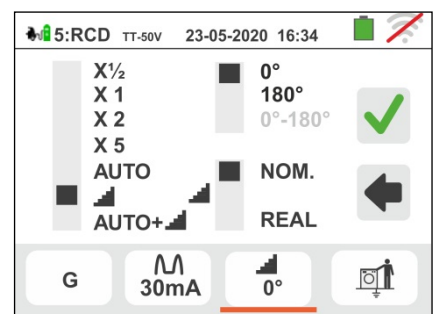 5:RCD TT-50V 23-05-2020 16:34
X½ 0°
X 1 180°
X 2 0°-180°
X 5
AUTO NOM.
AUTO+ REAL
G 30mA 0°